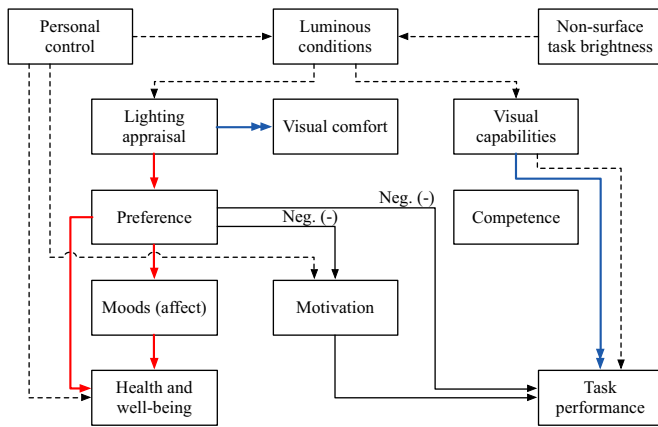 Personal
control
Luminous
conditions
Non-surface
task brightness
Lighting
appraisal
Visual comfort
Visual
capabilities
Preference
Neg. (-)
Neg. (-)
Competence
Moods (affect)
Motivation
Health and
well-being
Task
performance